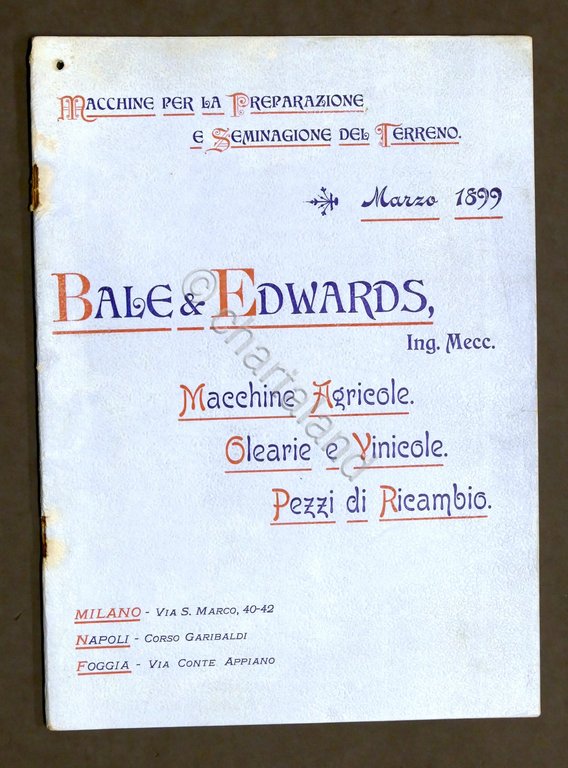 Macchine per la Preparazione
e Seminagione del Terreno.
Marzo 1899
Bale & Edwards,
Ing. Mecc.
Macchine Agricole.
Olearie e Vinicole.
Pezzi di Ricambio.
MILANO - Via S. Marco, 40-42
NAPOLI - Corso Garibaldi
FOGGIA - Via Conte Appiano
© chartaland